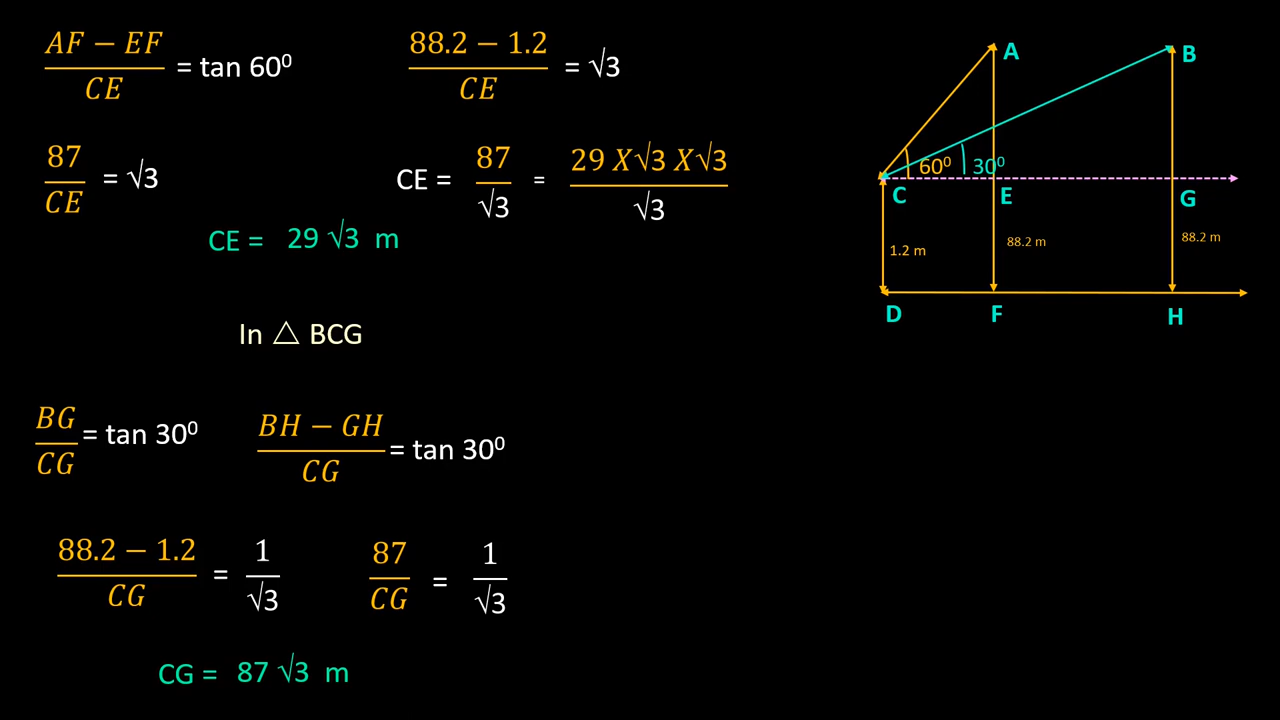 (AF − EF)/CE = tan 60⁰
(88.2 − 1.2)/CE = √3
87/CE = √3
CE = 87/√3 = (29 X√3 X√3)/√3
CE = 29 √3 m
In △ BCG
BG/CG = tan 30⁰
(BH − GH)/CG = tan 30⁰
(88.2 − 1.2)/CG = 1/√3
87/CG = 1/√3
CG = 87 √3 m
A
B
60⁰
30⁰
C
E
G
1.2 m
88.2 m
88.2 m
D
F
H